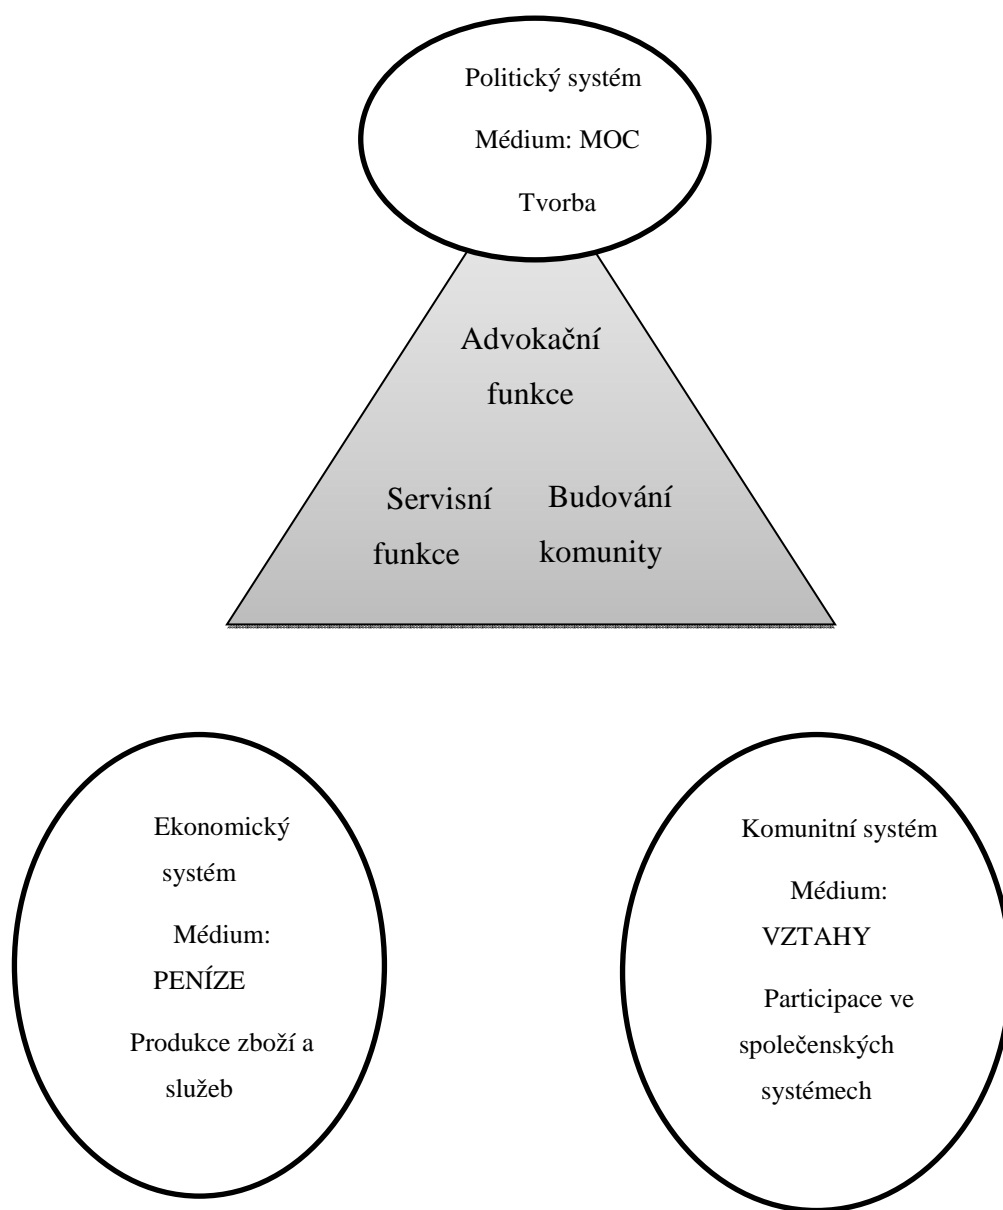 Politický systém
Médium: MOC
Tvorba
Advokační
funkce
Servisní
funkce
Budování
komunity
Ekonomický
systém
Médium:
PENÍZE
Produkce zboží a
služeb
Komunitní systém
Médium:
VZTAHY
Participace ve
společenských
systémech